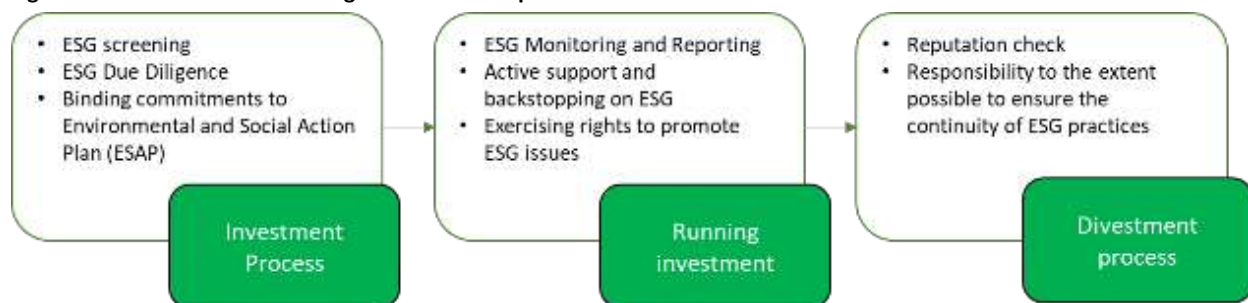 • ESG screening
• ESG Due Diligence
• Binding commitments to
Environmental and Social Action
Plan (ESAP)
Investment
Process
• ESG Monitoring and Reporting
• Active support and
backstopping on ESG
• Exercising rights to promote
ESG issues
Running
investment
• Reputation check
• Responsibility to the extent
possible to ensure the
continuity of ESG practices
Divestment
process